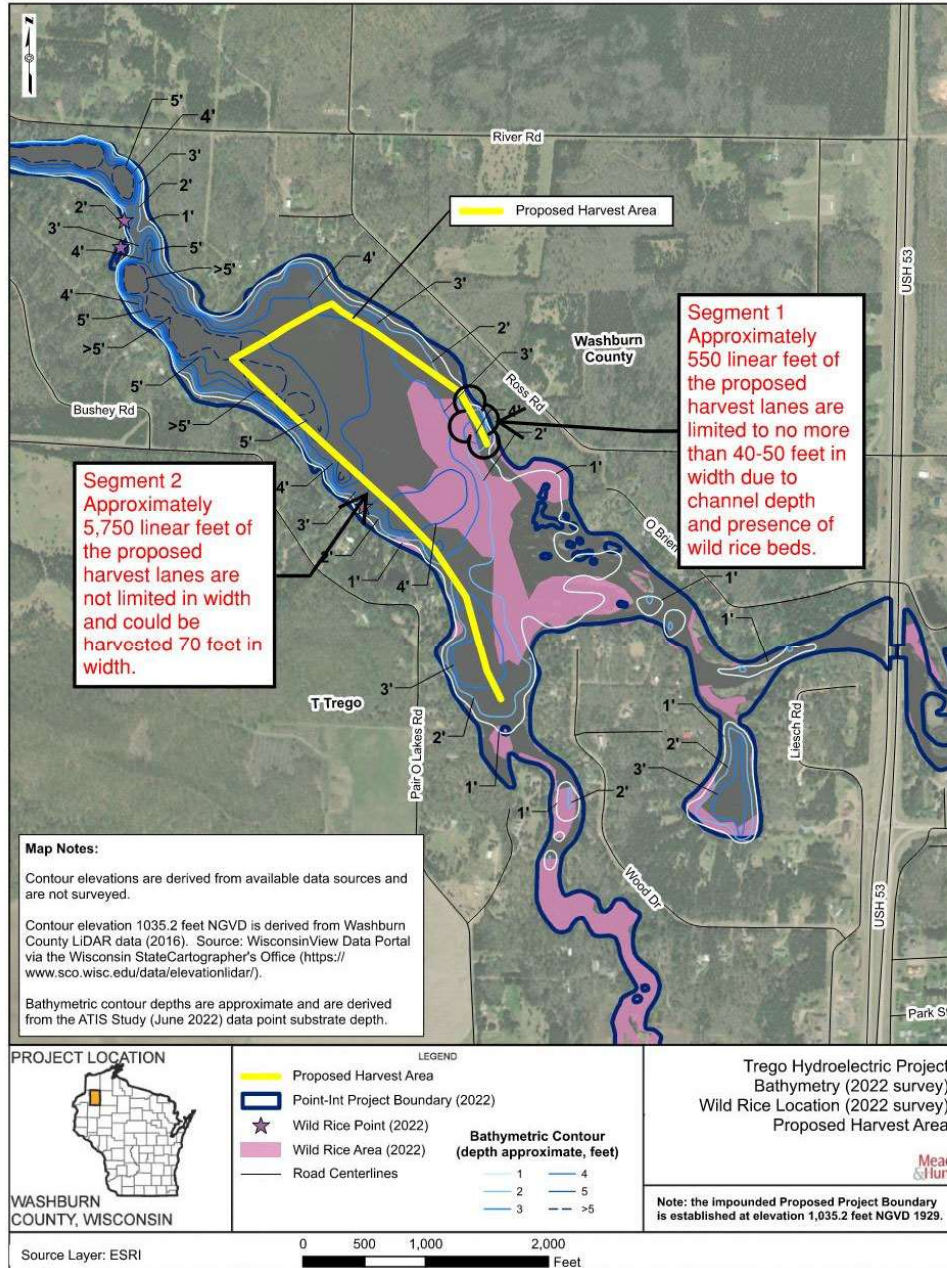 N
5'
4'
River Rd
3'
2'
2'
1'
3'
4'
5'
>5'
4'
5'
>5'
5'
>5'
Bushey Rd
Proposed Harvest Area
4'
3'
2'
3'
4'
2'
Washburn
County
Ross Rd
USH 53
Segment 1
Approximately
550 linear feet of
the proposed
harvest lanes are
limited to no more
than 40-50 feet in
width due to
channel depth
and presence of
wild rice beds.
5'
4'
3'
2'
1'
4'
1'
O Brien
1'
1'
Segment 2
Approximately
5,750 linear feet of
the proposed
harvest lanes are
not limited in width
and could be
harvested 70 feet in
width.
T Trego
Pair O Lakes Rd
3'
2'
1'
1'
2'
1'
2'
3'
Liesch Rd
Wood Dr
USH 53
Park St
Map Notes:
Contour elevations are derived from available data sources and
are not surveyed.
Contour elevation 1035.2 feet NGVD is derived from Washburn
County LiDAR data (2016). Source: WisconsinView Data Portal
via the Wisconsin StateCartographer's Office (https://
www.sco.wisc.edu/data/elevationlidar/).
Bathymetric contour depths are approximate and are derived
from the ATIS Study (June 2022) data point substrate depth.
PROJECT LOCATION
WASHBURN
COUNTY, WISCONSIN
Source Layer: ESRI
LEGEND
Proposed Harvest Area
Point-Int Project Boundary (2022)
Wild Rice Point (2022)
Wild Rice Area (2022)
Road Centerlines
Bathymetric Contour
(depth approximate, feet)
1
2
3
4
5
>5
0 500 1,000 2,000
Feet
Trego Hydroelectric Project
Bathymetry (2022 survey)
Wild Rice Location (2022 survey)
Proposed Harvest Area
Mead
&Hun
Note: the impounded Proposed Project Boundary
is established at elevation 1,035.2 feet NGVD 1929.